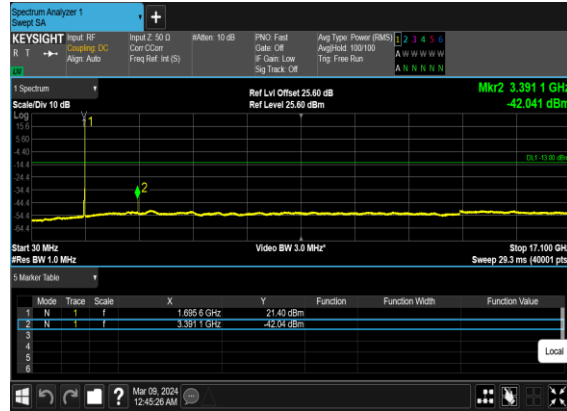 Spectrum Analyzer 1
Swept SA
+
KEYSIGHT Input: RF Input Z: 50 Ω #Atten: 10 dB PNO: Fast Avg Type: Power (RMS) 1 2 3 4 5 6
R T Coupling: DC Corr CCorr Gate: Off Avg|Hold: 100/100 A W W W W W
Align: Auto Freq Ref: Int (S) IF Gain: Low Trig: Free Run
Sig Track: Off A N N N N N
1 Spectrum Ref Lvl Offset 25.60 dB Mkr2 3.391 1 GHz
Scale/Div 10 dB Ref Level 25.60 dBm -42.041 dBm
Log
15.6
1
5.60
-4.40
DL1 -13.00 dBm
-14.4
-24.4
-34.4
2
-44.4
-54.4
-64.4
Start 30 MHz Video BW 3.0 MHz* Stop 17.100 GHz
#Res BW 1.0 MHz Sweep 29.3 ms (40001 pts)
5 Marker Table
Mode Trace Scale X Y Function Function Width Function Value
1 N 1 f 1.695 6 GHz 21.40 dBm
2 N 1 f 3.391 1 GHz -42.04 dBm
3
4
5
6
Local
? Mar 09, 2024
12:45:26 AM